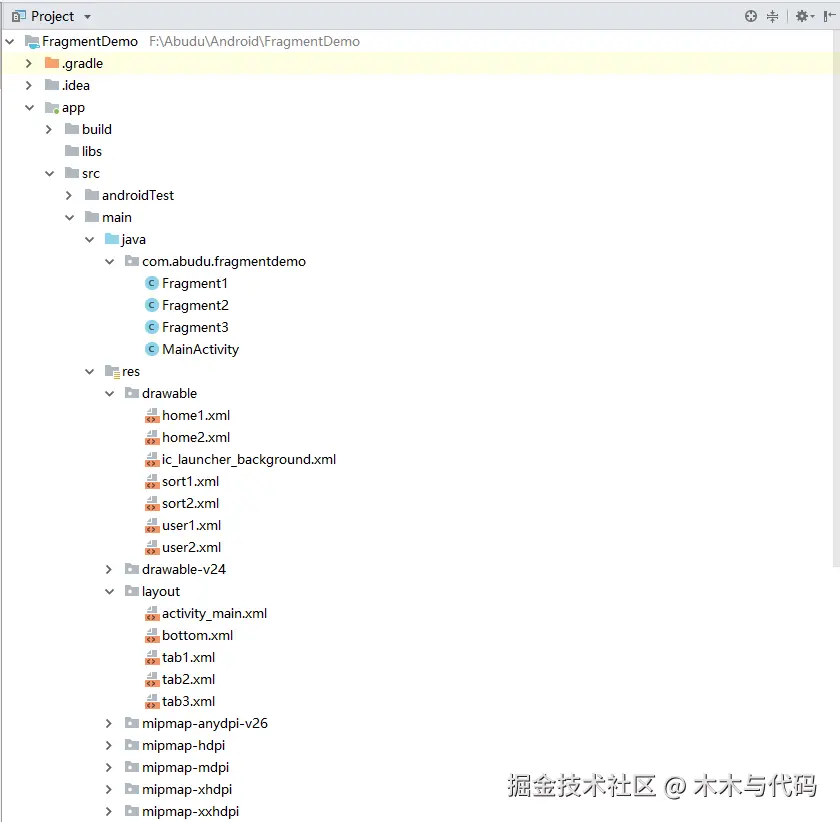 Project
FragmentDemo F:\Abudu\Android\FragmentDemo
.gradle
.idea
app
build
libs
src
androidTest
main
java
com.abudu.fragmentdemo
Fragment1
Fragment2
Fragment3
MainActivity
res
drawable
home1.xml
home2.xml
ic_launcher_background.xml
sort1.xml
sort2.xml
user1.xml
user2.xml
drawable-v24
layout
activity_main.xml
bottom.xml
tab1.xml
tab2.xml
tab3.xml
mipmap-anydpi-v26
mipmap-hdpi
mipmap-mdpi
mipmap-xhdpi
mipmap-xxhdpi
掘金技术社区 @ 木木与代码